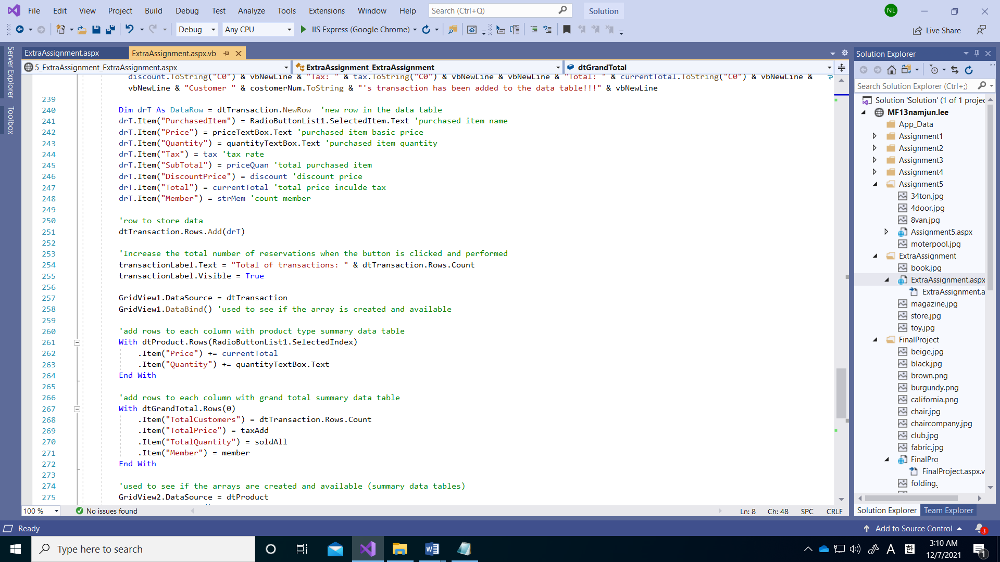 File Edit View Project Build Debug Test Analyze Tools Extensions Window Help Search (Ctrl+Q) Solution NL
Debug Any CPU IIS Express (Google Chrome) Live Share
Server Explorer
Toolbox
ExtraAssignment.aspx ExtraAssignment.aspx.vb
5_ExtraAssignment_ExtraAssignment.aspx ExtraAssignment_ExtraAssignment dtGrandTotal
discount.ToString("C0") & vbNewLine & "Tax: " & tax.ToString("C0") & vbNewLine & vbNewLine & "Total: " & currentTotal.ToString("C0") & vbNewLine &
vbNewLine & "Customer " & costomerNum.ToString & "'s transaction has been added to the data table!!!" & vbNewLine
239
240 Dim drT As DataRow = dtTransaction.NewRow 'new row in the data table
241 drT.Item("PurchasedItem") = RadioButtonList1.SelectedItem.Text 'purchased item name
242 drT.Item("Price") = priceTextBox.Text 'purchased item basic price
243 drT.Item("Quantity") = quantityTextBox.Text 'purchased item quantity
244 drT.Item("Tax") = tax 'tax rate
245 drT.Item("SubTotal") = priceQuan 'total purchased item
246 drT.Item("DiscountPrice") = discount 'discount price
247 drT.Item("Total") = currentTotal 'total price inculde tax
248 drT.Item("Member") = strMem 'count member
249
250 'row to store data
251 dtTransaction.Rows.Add(drT)
252
253 'Increase the total number of reservations when the button is clicked and performed
254 transactionLabel.Text = "Total of transactions: " & dtTransaction.Rows.Count
255 transactionLabel.Visible = True
256
257 GridView1.DataSource = dtTransaction
258 GridView1.DataBind() 'used to see if the array is created and available
259
260 'add rows to each column with product type summary data table
261 With dtProduct.Rows(RadioButtonList1.SelectedIndex)
262 .Item("Price") += currentTotal
263 .Item("Quantity") += quantityTextBox.Text
264 End With
265
266 'add rows to each column with grand total summary data table
267 With dtGrandTotal.Rows(0)
268 .Item("TotalCustomers") = dtTransaction.Rows.Count
269 .Item("TotalPrice") = taxAdd
270 .Item("TotalQuantity") = soldAll
271 .Item("Member") = member
272 End With
273
274 'used to see if the arrays are created and available (summary data tables)
275 GridView2.DataSource = dtProduct
100 % No issues found Ln: 8 Ch: 48 SPC CRLF
Solution Explorer
Search Solution Explorer (Ctrl+;)
Solution 'Solution' (1 of 1 projec
MF13namjun.lee
App_Data
Assignment1
Assignment2
Assignment3
Assignment4
Assignment5
34ton.jpg
4door.jpg
8van.jpg
Assignment5.aspx
moterpool.jpg
ExtraAssignment
book.jpg
ExtraAssignment.aspx
ExtraAssignment.a
magazine.jpg
store.jpg
toy.jpg
FinalProject
beige.jpg
black.jpg
brown.png
burgundy.png
california.png
chair.jpg
chaircompany.jpg
club.jpg
fabric.jpg
FinalPro
FinalProject.aspx.v
folding.
Solution Explorer Team Explorer
Ready Add to Source Control 3
Type here to search A 한 3:10 AM 1
12/7/2021